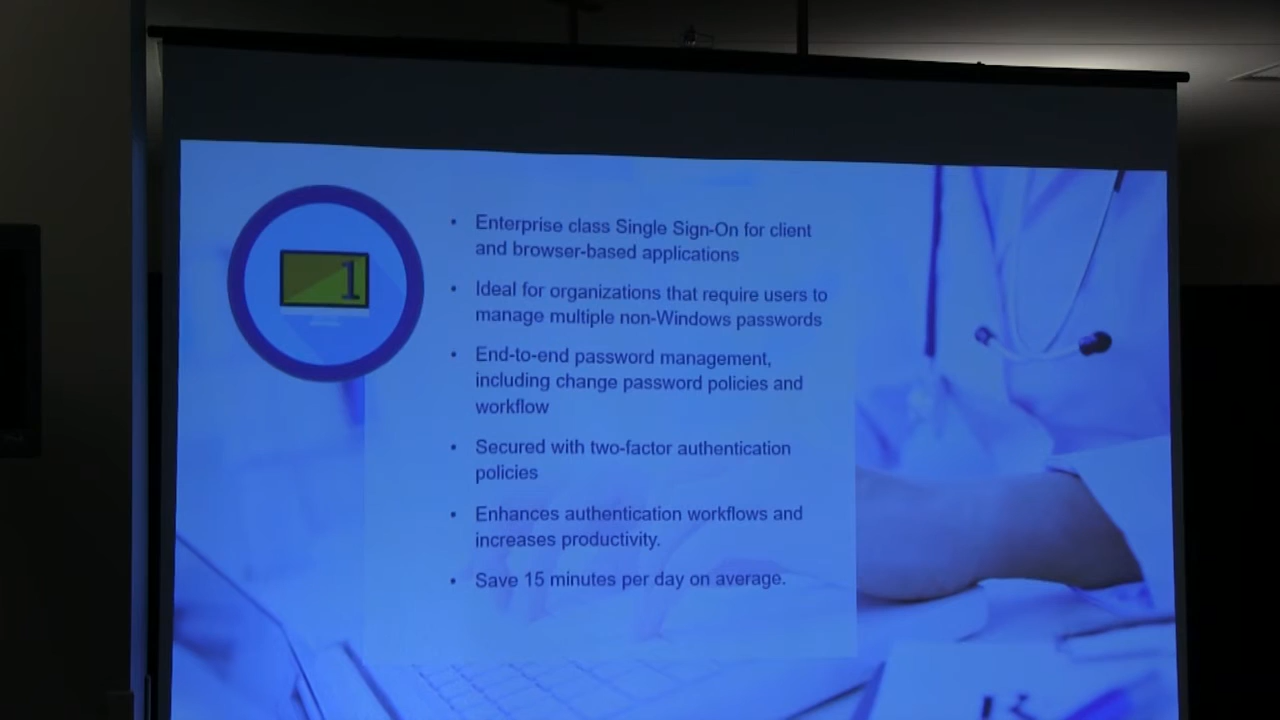 1
• Enterprise class Single Sign-On for client
and browser-based applications
• Ideal for organizations that require users to
manage multiple non-Windows passwords
• End-to-end password management,
including change password policies and
workflow
• Secured with two-factor authentication
policies
• Enhances authentication workflows and
increases productivity.
• Save 15 minutes per day on average.